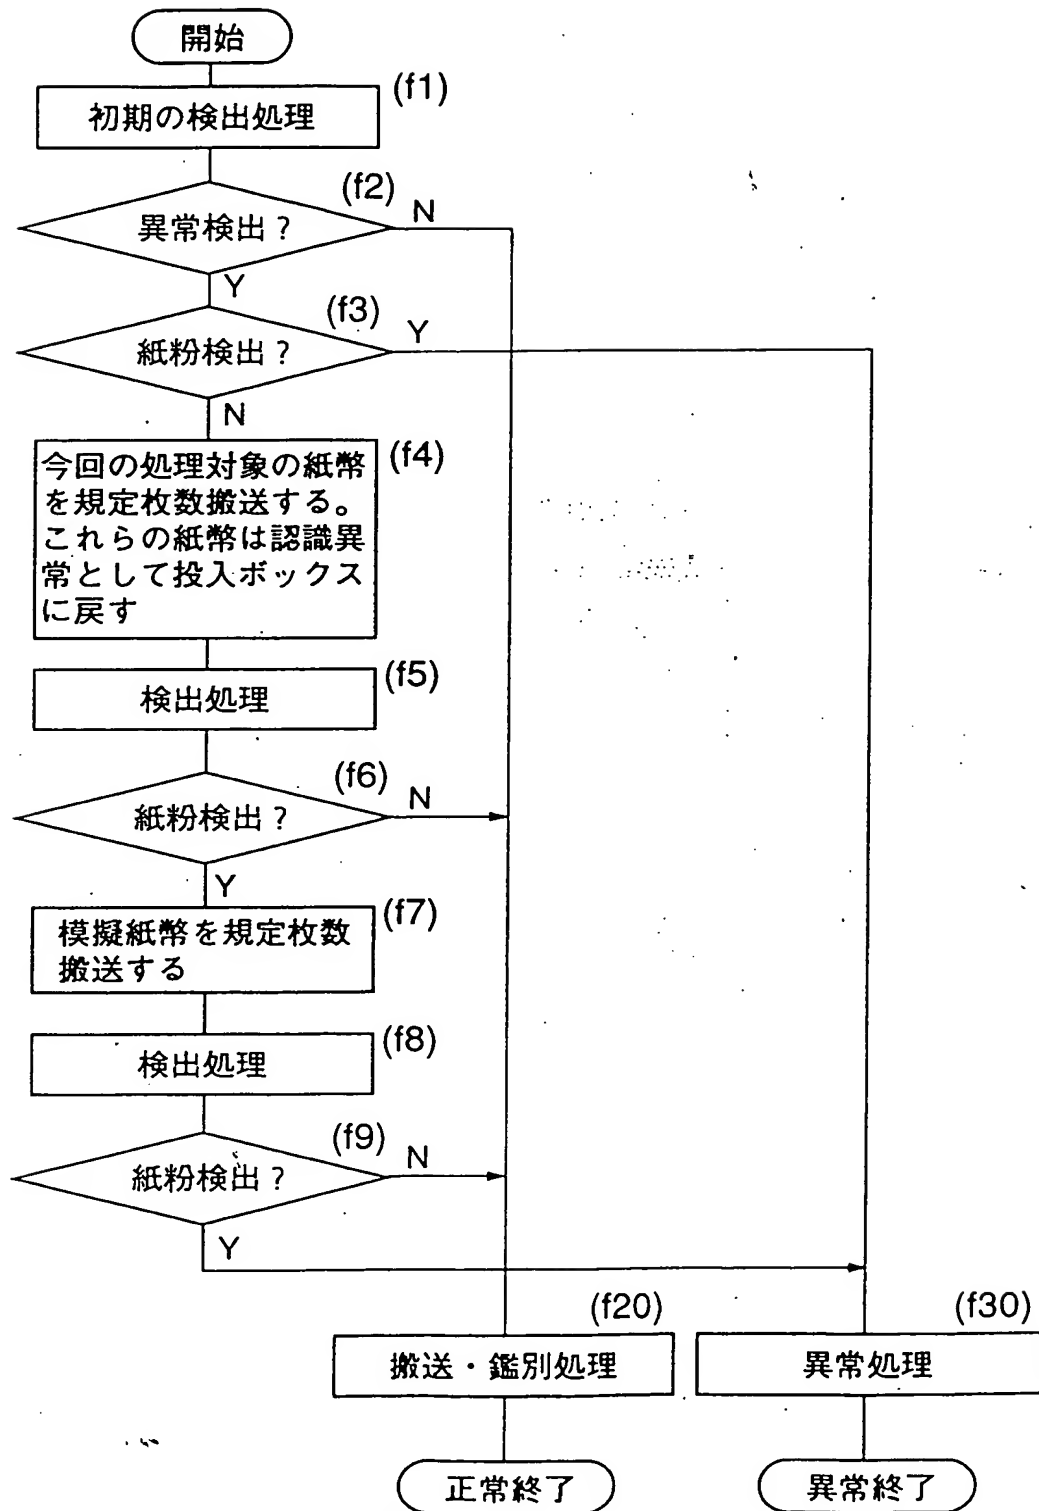 開始
(f1)
初期の検出処理
(f2)
異常検出?
N
Y
(f3)
紙粉検出?
Y
N
(f4)
今回の処理対象の紙幣
を規定枚数搬送する。
これらの紙幣は認識異
常として投入ボックス
に戻す
(f5)
検出処理
(f6)
紙粉検出?
N
Y
(f7)
模擬紙幣を規定枚数
搬送する
(f8)
検出処理
(f9)
紙粉検出?
N
Y
(f20)
搬送・鑑別処理
(f30)
異常処理
正常終了
異常終了